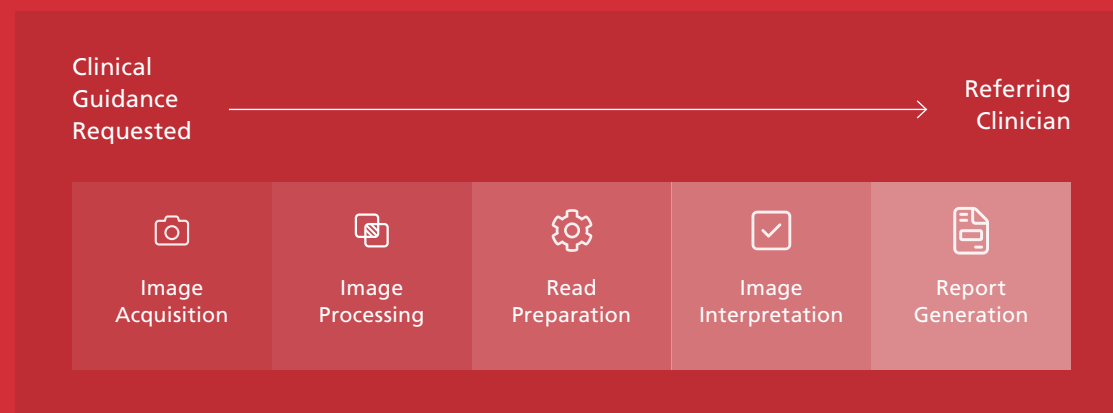 Clinical
Guidance
Requested
Referring
Clinician
Image
Acquisition
Image
Processing
Read
Preparation
Image
Interpretation
Report
Generation